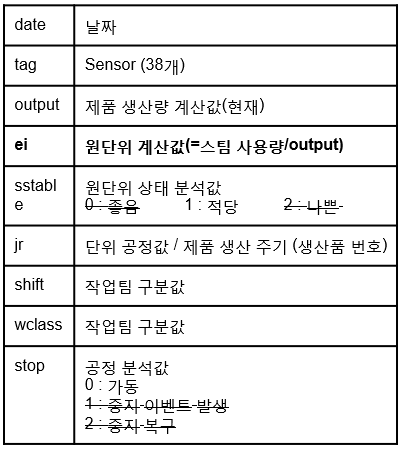 date 날짜
tag Sensor (38개)
output 제품 생산량 계산값(현재)
ei 원단위 계산값(=스팀 사용량/output)
sstabl 원단위 상태 분석값
e 0 : 좋음 1 : 적당 2 : 나쁜
jr 단위 공정값 / 제품 생산 주기 (생산품 번호)
shift 작업팀 구분값
wclass 작업팀 구분값
stop 공정 분석값
0 : 가동
1 : 중지 이벤트 발생
2 : 중지 복구